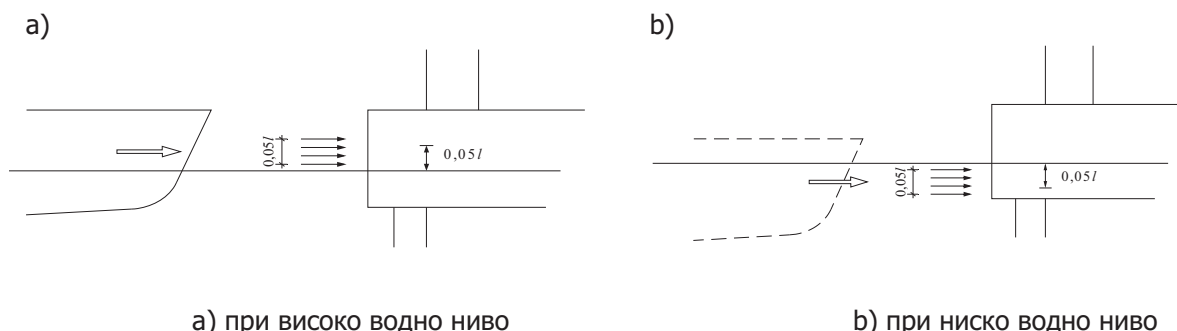 a)
b)
0,05l
0,05l
0,05l
0,05l
a) при високо водно ниво
b) при ниско водно ниво